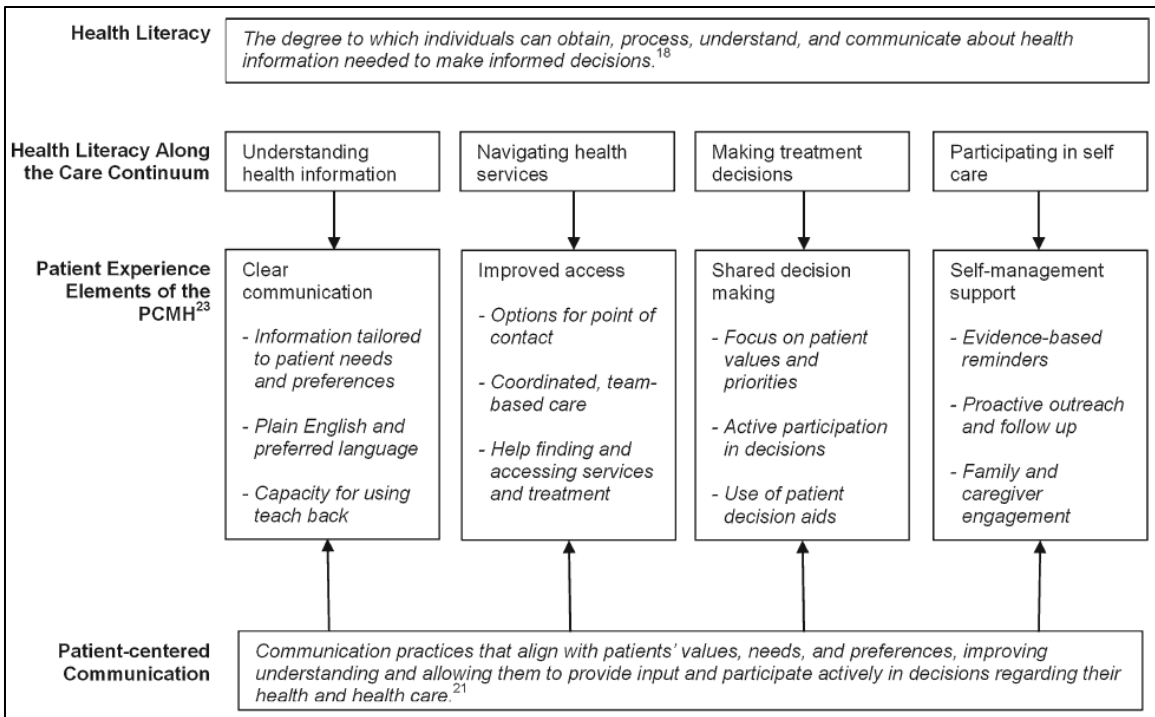 Health Literacy
The degree to which individuals can obtain, process, understand, and communicate about health
information needed to make informed decisions.18
Health Literacy Along
the Care Continuum
Understanding
health information
Navigating health
services
Making treatment
decisions
Participating in self
care
Patient Experience
Elements of the
PCMH23
Clear
communication
- Information tailored
to patient needs
and preferences
- Plain English and
preferred language
- Capacity for using
teach back
Improved access
- Options for point of
contact
- Coordinated, team-
based care
- Help finding and
accessing services
and treatment
Shared decision
making
- Focus on patient
values and
priorities
- Active participation
in decisions
- Use of patient
decision aids
Self-management
support
- Evidence-based
reminders
- Proactive outreach
and follow up
- Family and
caregiver
engagement
Patient-centered
Communication
Communication practices that align with patients' values, needs, and preferences, improving
understanding and allowing them to provide input and participate actively in decisions regarding their
health and health care.21